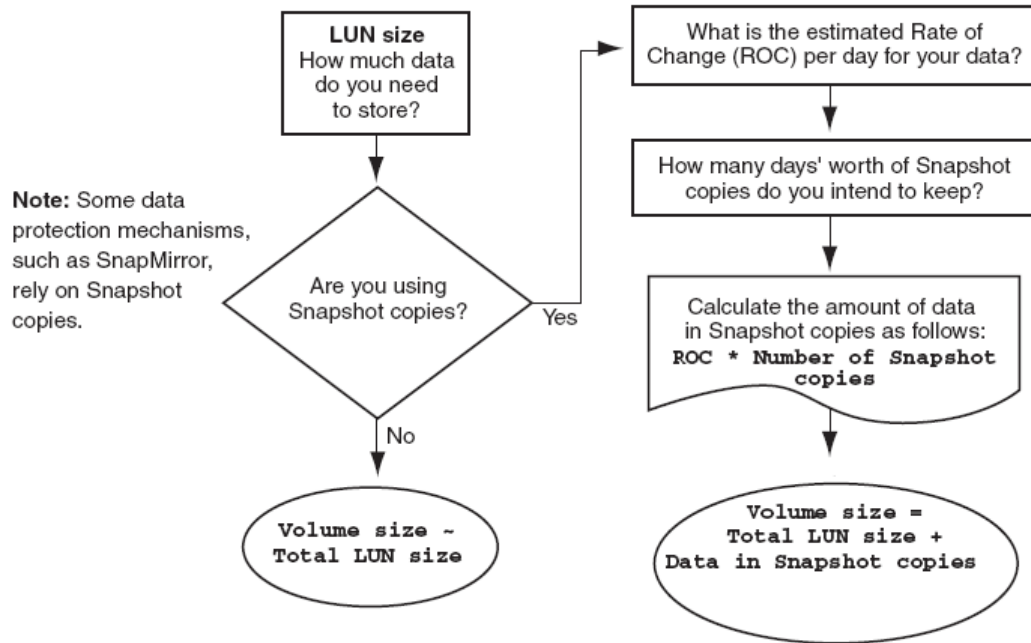 LUN size
How much data
do you need
to store?
Note: Some data
protection mechanisms,
such as SnapMirror,
rely on Snapshot
copies.
Are you using
Snapshot copies?
Yes
No
Volume size ~
Total LUN size
What is the estimated Rate of
Change (ROC) per day for your data?
How many days' worth of Snapshot
copies do you intend to keep?
Calculate the amount of data
in Snapshot copies as follows:
ROC * Number of Snapshot
copies
Volume size =
Total LUN size +
Data in Snapshot copies